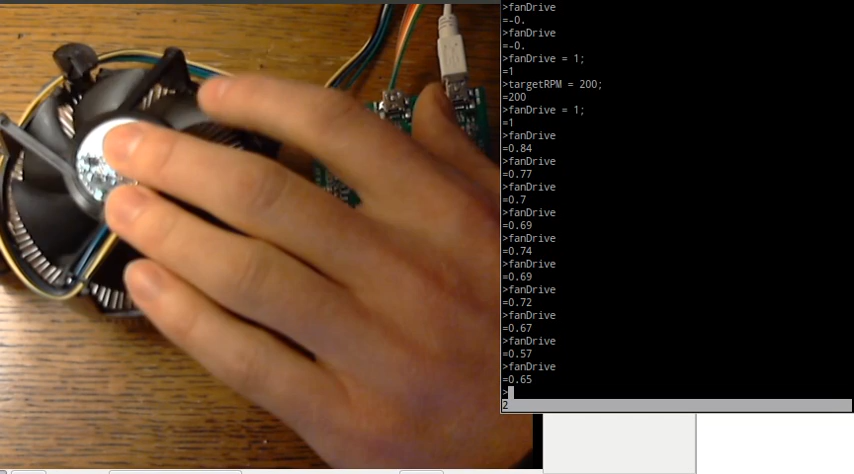 >fanDrive
=-0.
>fanDrive
=-0.
>fanDrive = 1;
=1
>targetRPM = 200;
=200
>fanDrive = 1;
=1
>fanDrive
=0.84
>fanDrive
=0.77
>fanDrive
=0.7
>fanDrive
=0.69
>fanDrive
=0.74
>fanDrive
=0.69
>fanDrive
=0.72
>fanDrive
=0.67
>fanDrive
=0.57
>fanDrive
=0.65
>
2